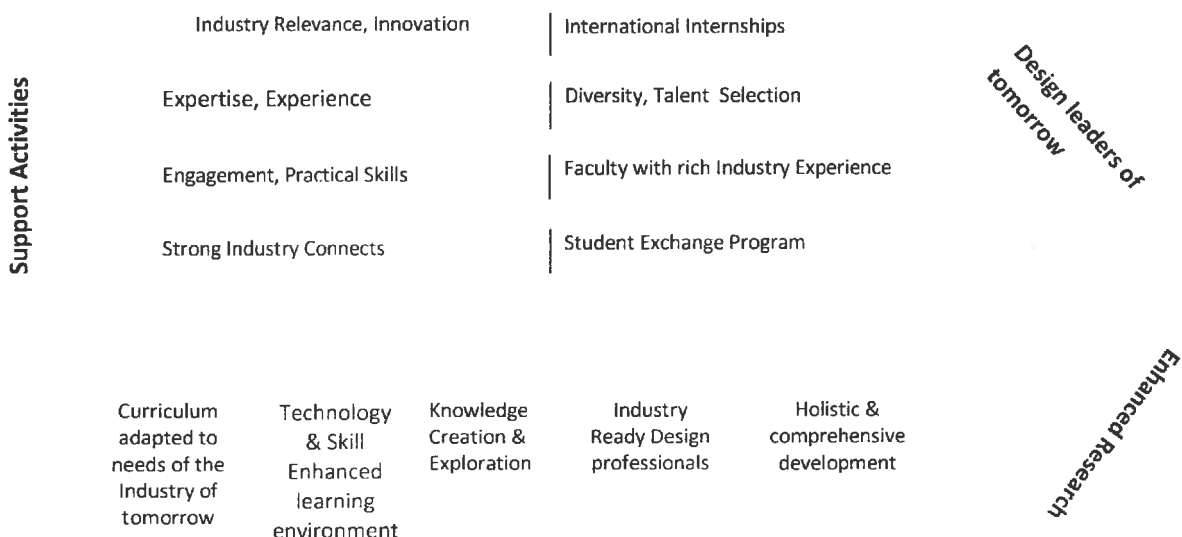 Support Activities
Industry Relevance, Innovation
International Internships
Expertise, Experience
Diversity, Talent Selection
Engagement, Practical Skills
Faculty with rich Industry Experience
Strong Industry Connects
Student Exchange Program
Design leaders of
tomorrow
Curriculum
adapted to
needs of the
Industry of
tomorrow
Technology
& Skill
Enhanced
learning
environment
Knowledge
Creation &
Exploration
Industry
Ready Design
professionals
Holistic &
comprehensive
development
Enhanced Research